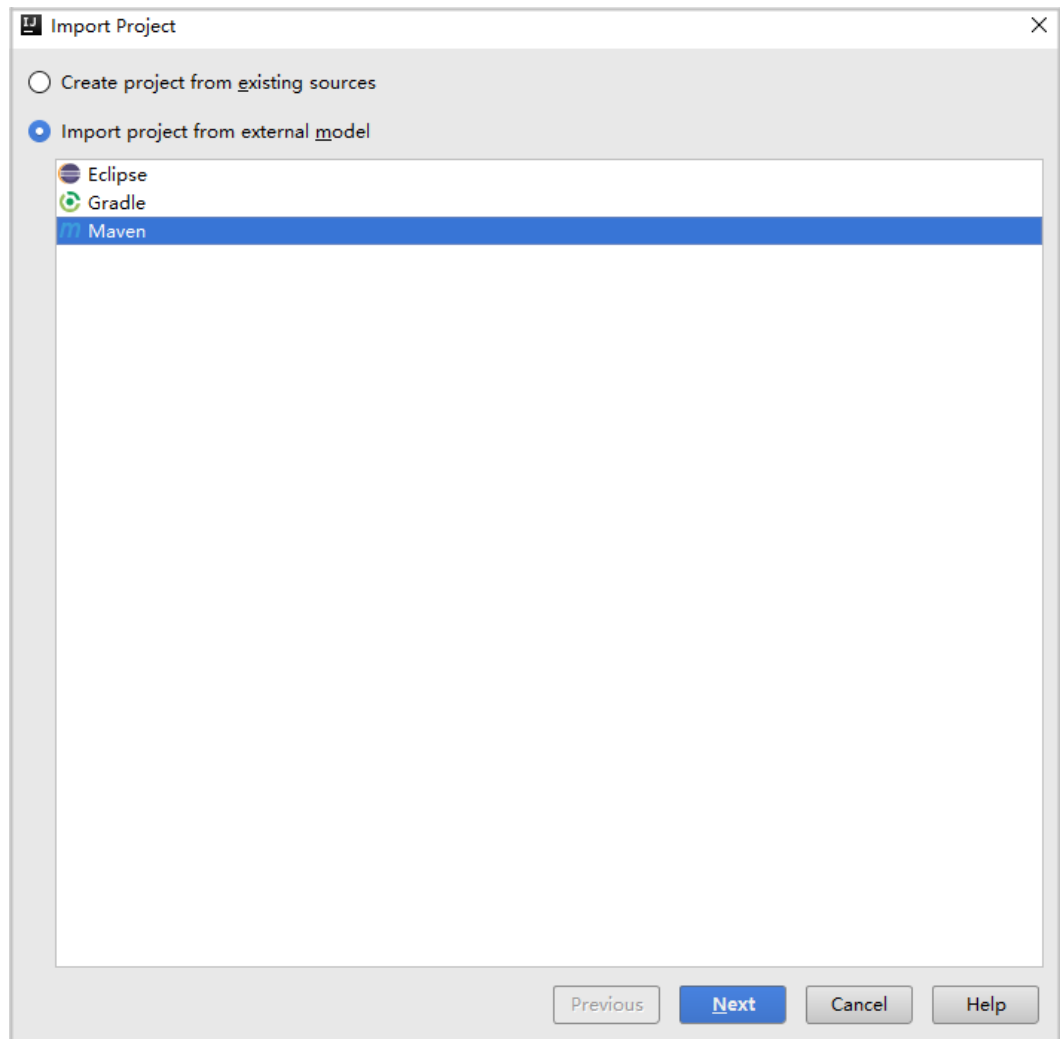 IJ Import Project
Create project from existing sources
Import project from external model
Eclipse
Gradle
m Maven
Previous Next Cancel Help